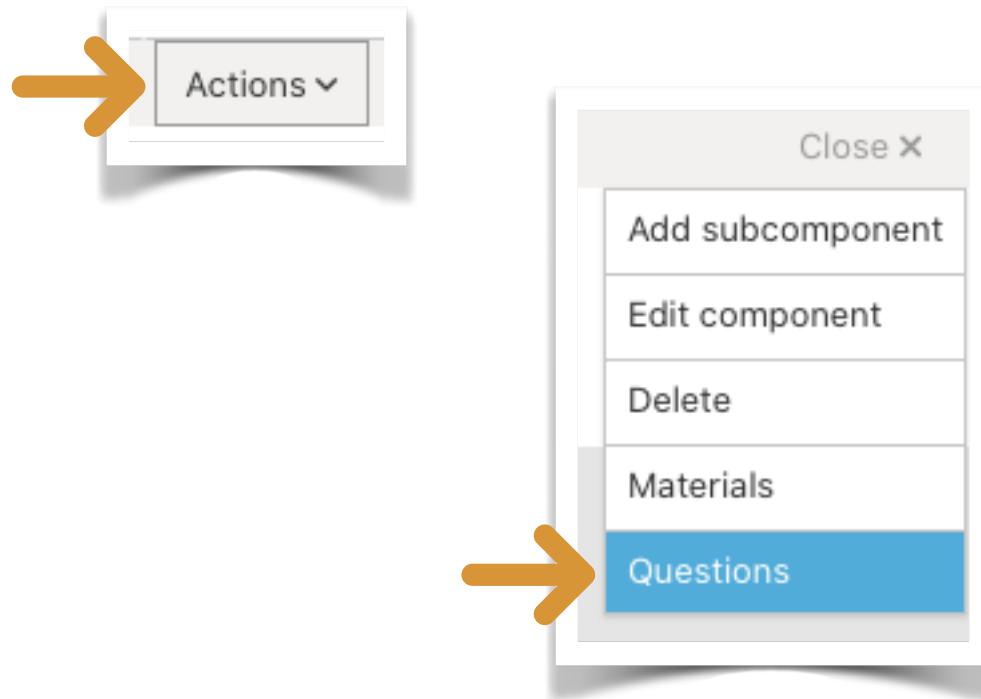 Actions
Close
Add subcomponent
Edit component
Delete
Materials
Questions